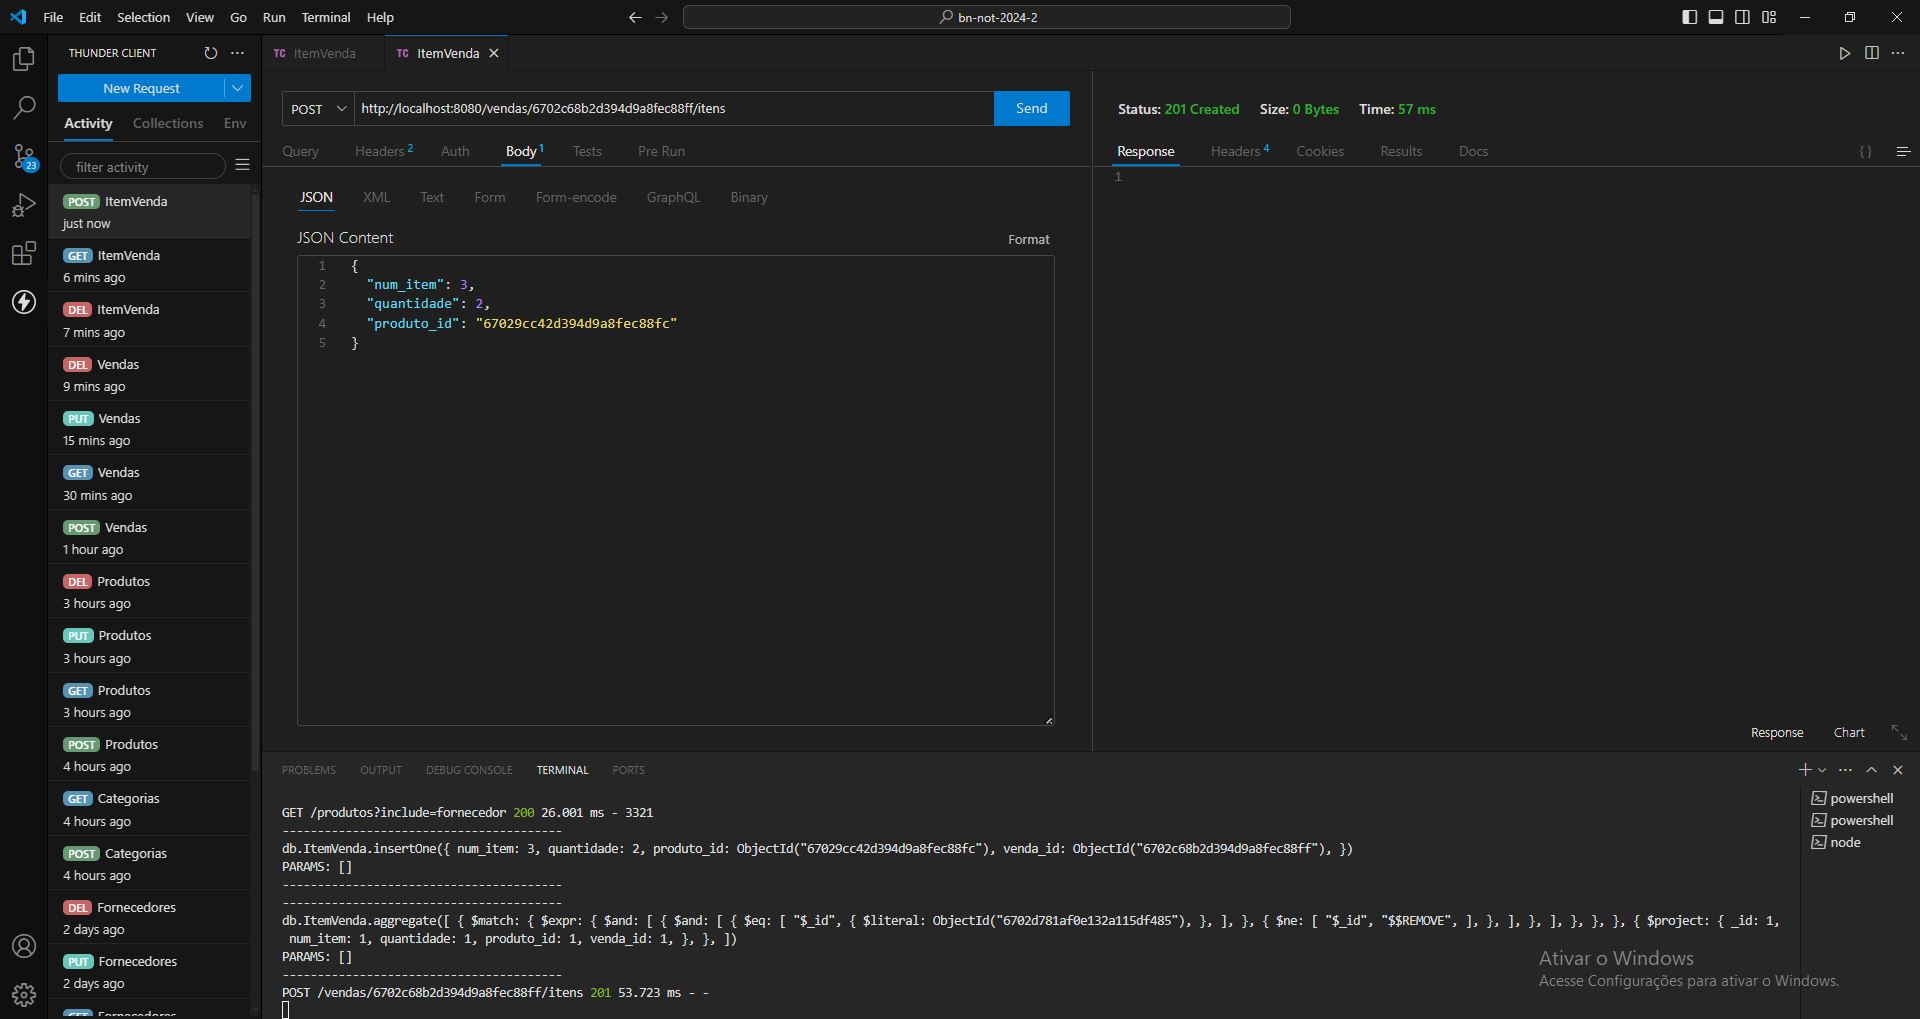 File Edit Selection View Go Run Terminal Help
bn-not-2024-2
THUNDER CLIENT
New Request
Activity Collections Env
filter activity
POST ItemVenda
just now
GET ItemVenda
6 mins ago
DEL ItemVenda
7 mins ago
DEL Vendas
9 mins ago
PUT Vendas
15 mins ago
GET Vendas
30 mins ago
POST Vendas
1 hour ago
DEL Produtos
3 hours ago
PUT Produtos
3 hours ago
GET Produtos
3 hours ago
POST Produtos
4 hours ago
GET Categorias
4 hours ago
POST Categorias
4 hours ago
DEL Fornecedores
2 days ago
PUT Fornecedores
2 days ago
GET Fornecedores
23
TC ItemVenda
TC ItemVenda
POST http://localhost:8080/vendas/6702c68b2d394d9a8fec88ff/itens Send
Query Headers 2 Auth Body 1 Tests Pre Run
JSON XML Text Form Form-encode GraphQL Binary
JSON Content Format
1 {
2 "num_item": 3,
3 "quantidade": 2,
4 "produto_id": "67029cc42d394d9a8fec88fc"
5 }
Status: 201 Created Size: 0 Bytes Time: 57 ms
Response Headers 4 Cookies Results Docs { }
1
Response Chart
PROBLEMS OUTPUT DEBUG CONSOLE TERMINAL PORTS
GET /produtos?include=fornecedor 200 26.001 ms - 3321
----------------------------------------
db.ItemVenda.insertOne({ num_item: 3, quantidade: 2, produto_id: ObjectId("67029cc42d394d9a8fec88fc"), venda_id: ObjectId("6702c68b2d394d9a8fec88ff"), })
PARAMS: []
----------------------------------------
----------------------------------------
db.ItemVenda.aggregate([ { $match: { $expr: { $and: [ { $and: [ { $eq: [ "$_id", { $literal: ObjectId("6702d781af0e132a115df485"), }, ], }, { $ne: [ "$_id", "$$REMOVE", ], }, ], }, ], }, }, }, { $project: { _id: 1,
num_item: 1, quantidade: 1, produto_id: 1, venda_id: 1, }, }, ])
PARAMS: []
----------------------------------------
POST /vendas/6702c68b2d394d9a8fec88ff/itens 201 53.723 ms - -
powershell
powershell
node
Ativar o Windows
Acesse Configurações para ativar o Windows.